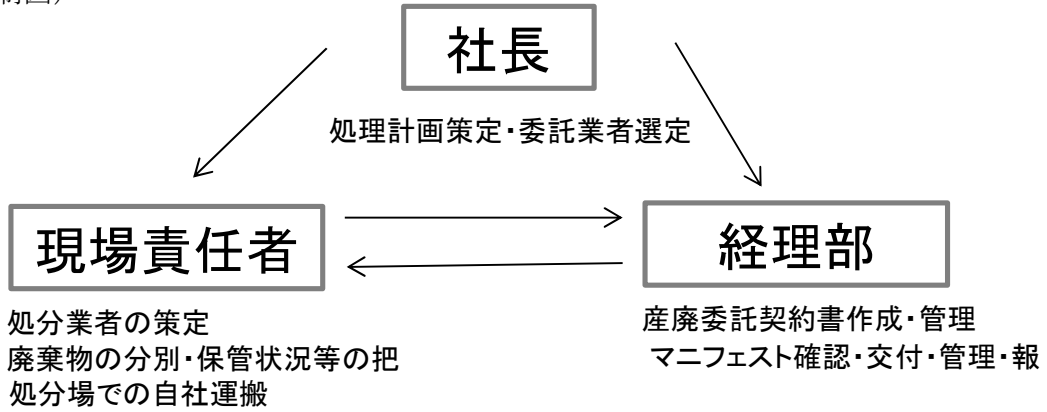 社長
処理計画策定・委託業者選定
現場責任者
経理部
処分業者の策定
廃棄物の分別・保管状況等の把
処分場での自社運搬
産廃委託契約書作成・管理
マニフェスト確認・交付・管理・報